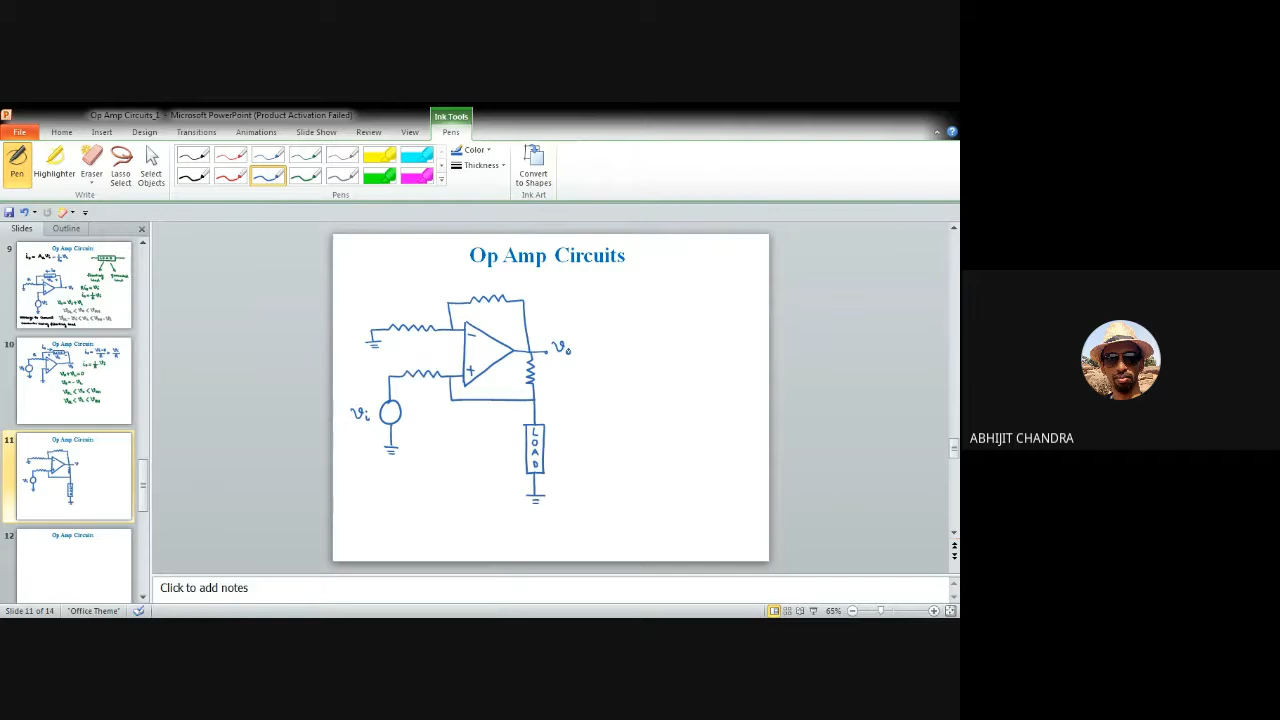 Op Amp Circuits_1 - Microsoft PowerPoint (Product Activation Failed)
Ink Tools
File Home Insert Design Transitions Animations Slide Show Review View Pens
Pen Highlighter Eraser Lasso Select Select Objects
Color
Thickness
Convert to Shapes
Write Pens Ink Art
Slides Outline
9
Op Amp Circuits
10
Op Amp Circuits
11
Op Amp Circuits
12
Op Amp Circuits
Op Amp Circuits
−
+
v₀
vᵢ
LOAD
Click to add notes
Slide 11 of 14 "Office Theme" 65%
ABHIJIT CHANDRA